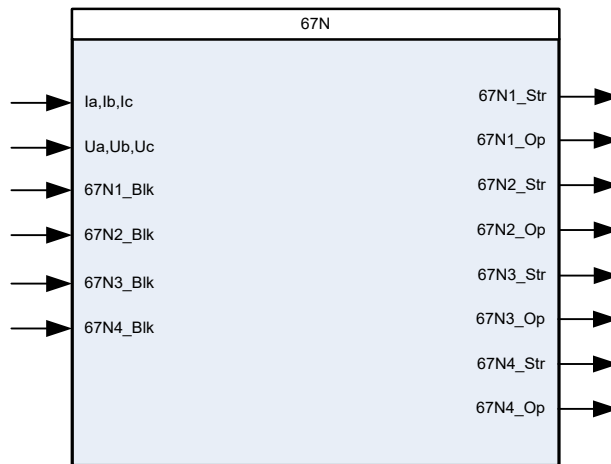 67N
Ia,Ib,Ic
Ua,Ub,Uc
67N1_Blk
67N2_Blk
67N3_Blk
67N4_Blk
67N1_Str
67N1_Op
67N2_Str
67N2_Op
67N3_Str
67N3_Op
67N4_Str
67N4_Op